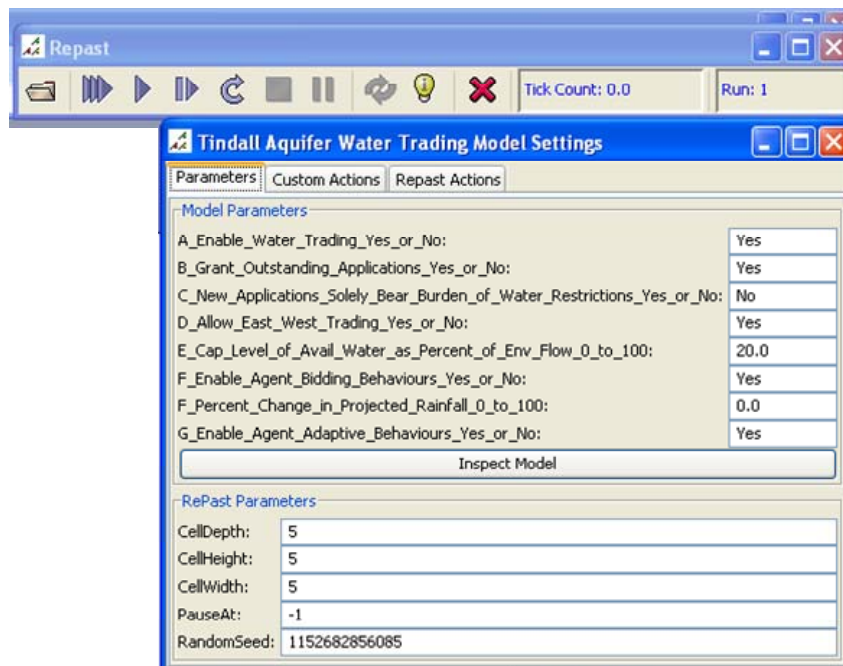 Repast
Tick Count: 0.0 Run: 1
Tindall Aquifer Water Trading Model Settings
Parameters Custom Actions Repast Actions
Model Parameters
A_Enable_Water_Trading_Yes_or_No: Yes
B_Grant_Outstanding_Applications_Yes_or_No: Yes
C_New_Applications_Solely_Bear_Burden_of_Water_Restrictions_Yes_or_No: No
D_Allow_East_West_Trading_Yes_or_No: Yes
E_Cap_Level_of_Avail_Water_as_Percent_of_Env_Flow_0_to_100: 20.0
F_Enable_Agent_Bidding_Behaviours_Yes_or_No: Yes
F_Percent_Change_in_Projected_Rainfall_0_to_100: 0.0
G_Enable_Agent_Adaptive_Behaviours_Yes_or_No: Yes
Inspect Model
RePast Parameters
CellDepth: 5
CellHeight: 5
CellWidth: 5
PauseAt: -1
RandomSeed: 1152682856085